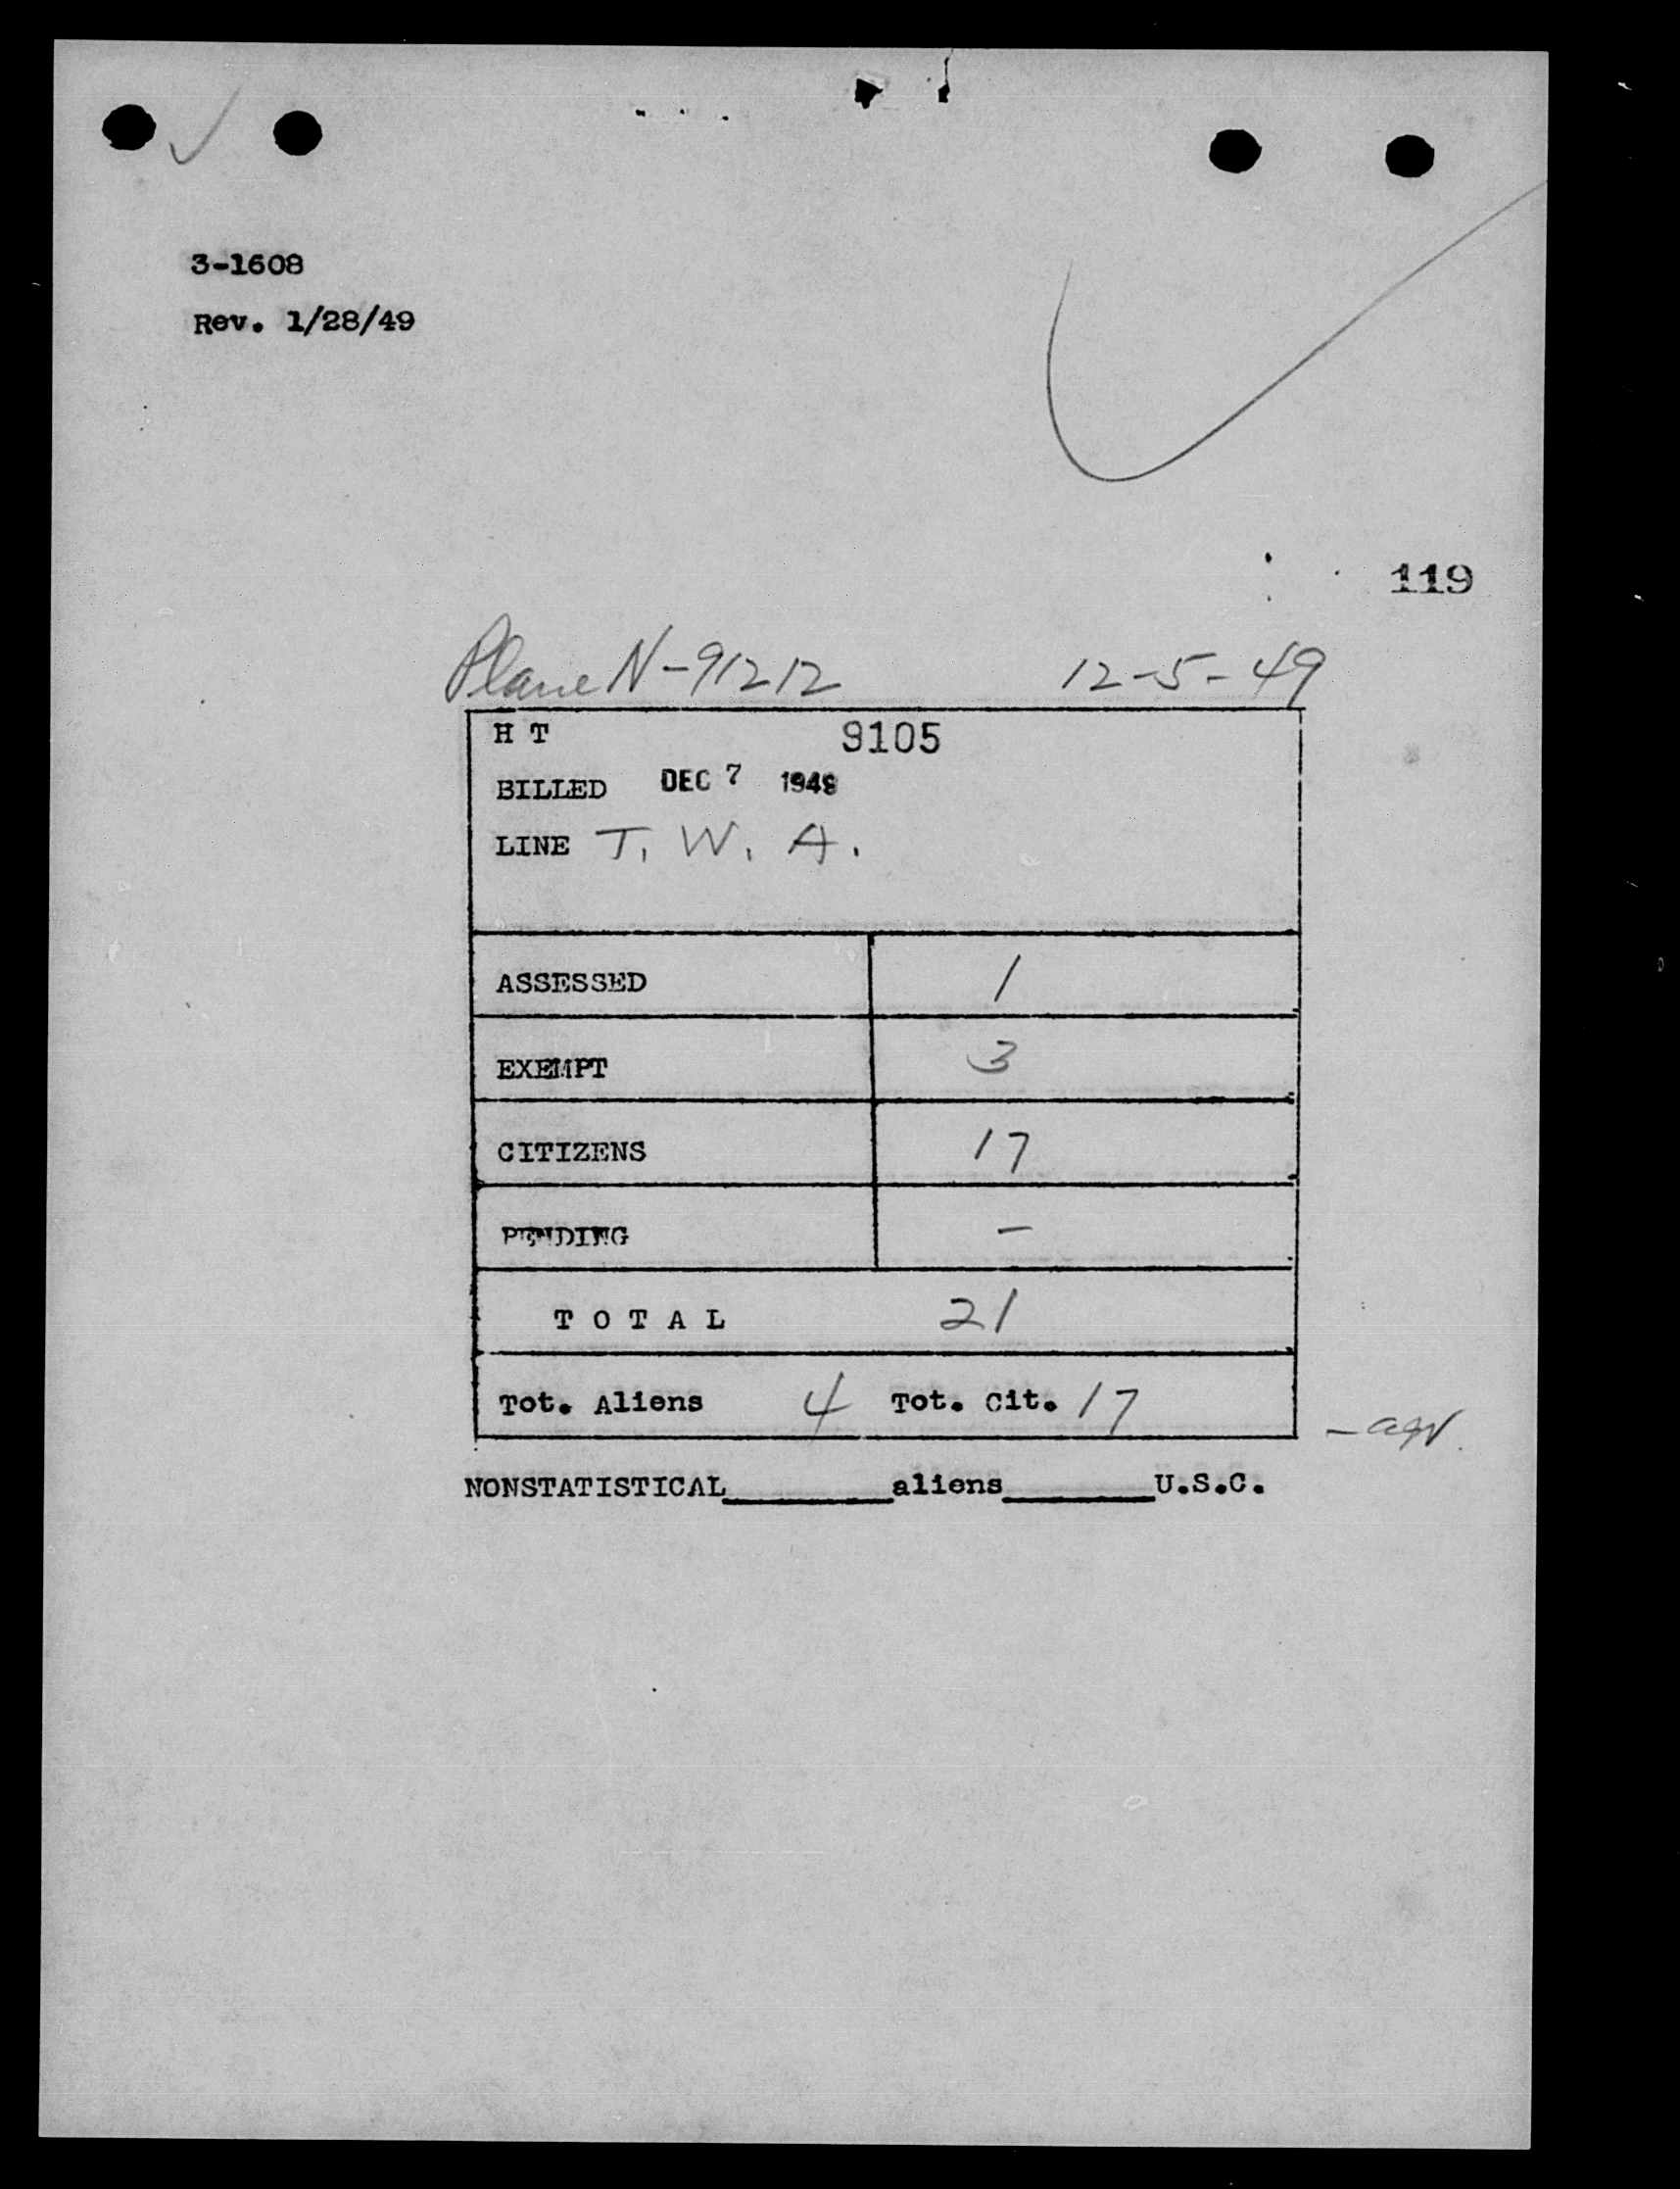 3-1608
Rev. 1/28/49
119
Plane N-91212 12-5-49
H T 9105
BILLED DEC 7 1949
LINE T. W. A.
ASSESSED 1
EXEMPT 3
CITIZENS 17
PENDING -
T O T A L 21
Tot. Aliens 4 Tot. Cit. 17
NONSTATISTICAL________aliens________U.S.C.